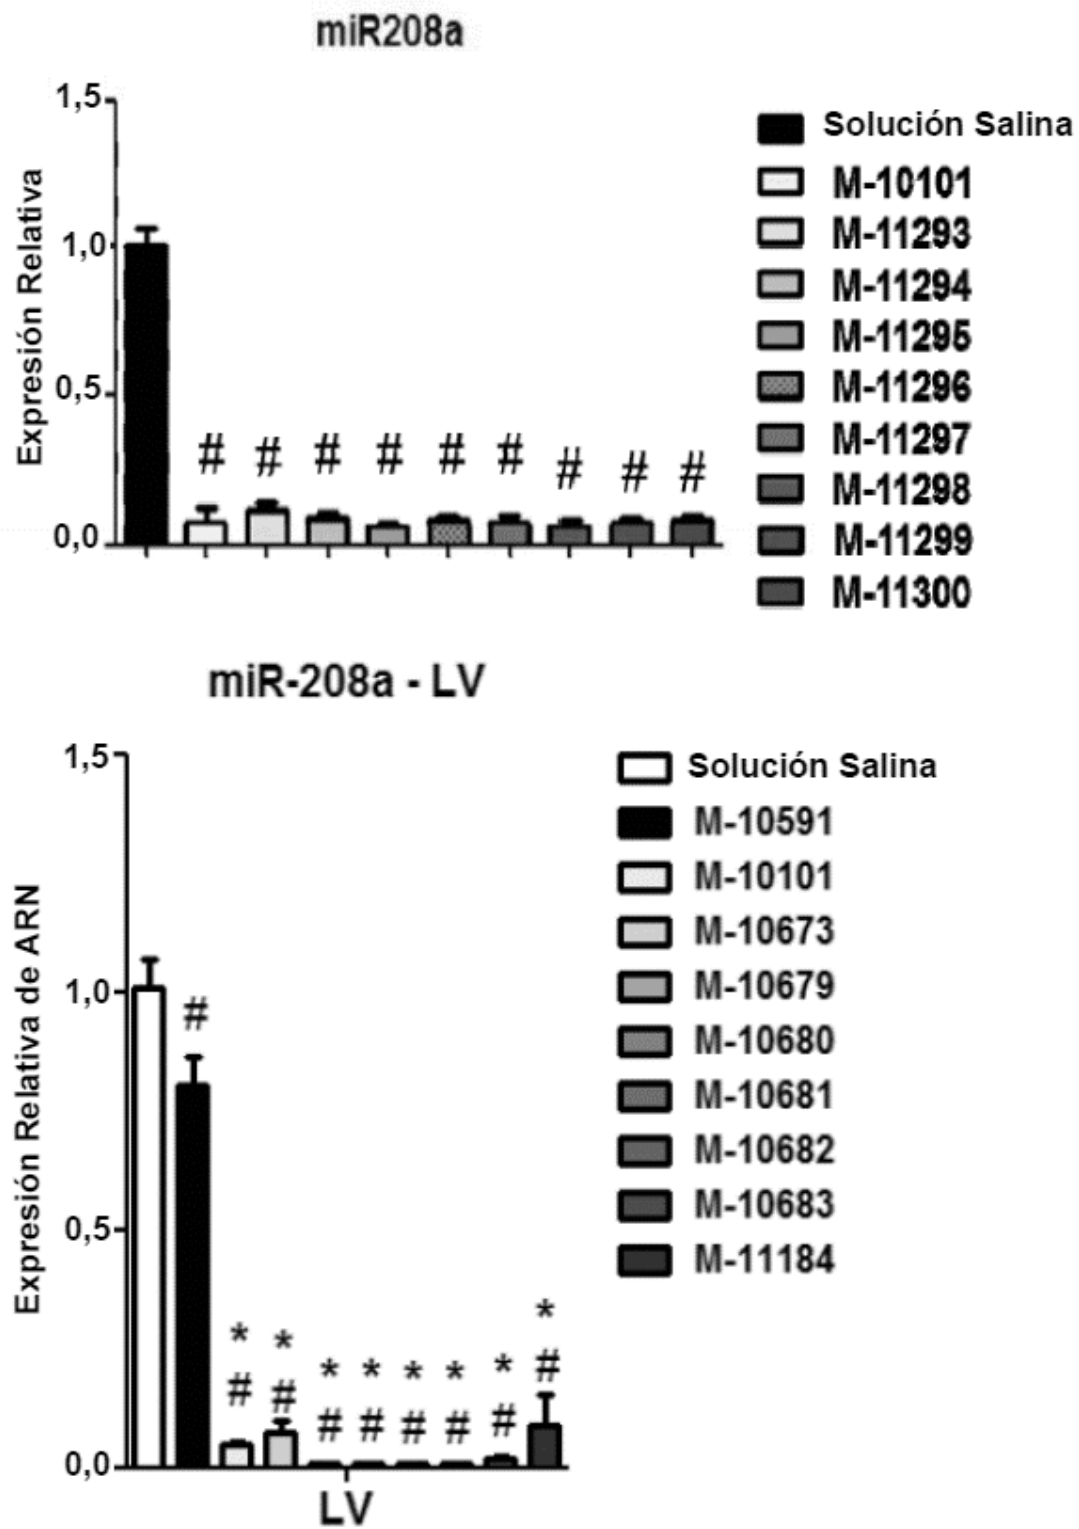 miR208a
Expresión Relativa
1,5
1,0
0,5
0,0
# # # # # # # # #
Solución Salina
M-10101
M-11293
M-11294
M-11295
M-11296
M-11297
M-11298
M-11299
M-11300
miR-208a - LV
Expresión Relativa de ARN
1,5
1,0
0,5
0,0
#
* * * * * * * *
# # # # # # # #
LV
Solución Salina
M-10591
M-10101
M-10673
M-10679
M-10680
M-10681
M-10682
M-10683
M-11184